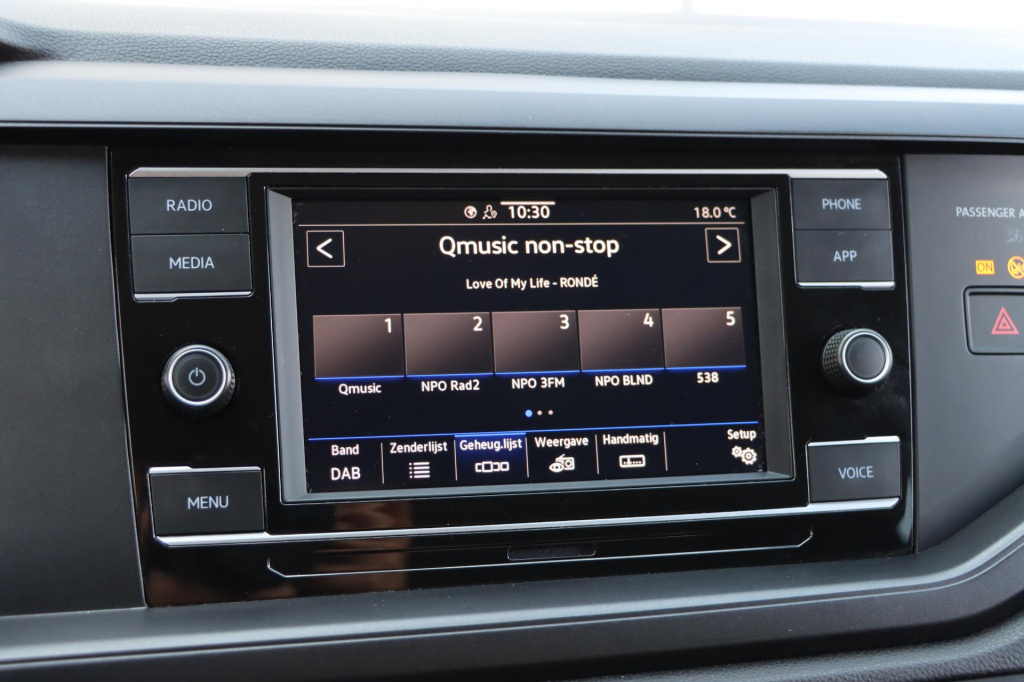 RADIO
MEDIA
MENU
10:30
18.0 °C
<
Qmusic non-stop
>
Love Of My Life - RONDÉ
1
2
3
4
5
Qmusic
NPO Rad2
NPO 3FM
NPO BLND
538
Band
DAB
Zenderlijst
Geheug.lijst
Weergave
Handmatig
Setup
PHONE
APP
VOICE
PASSENGER A
ON